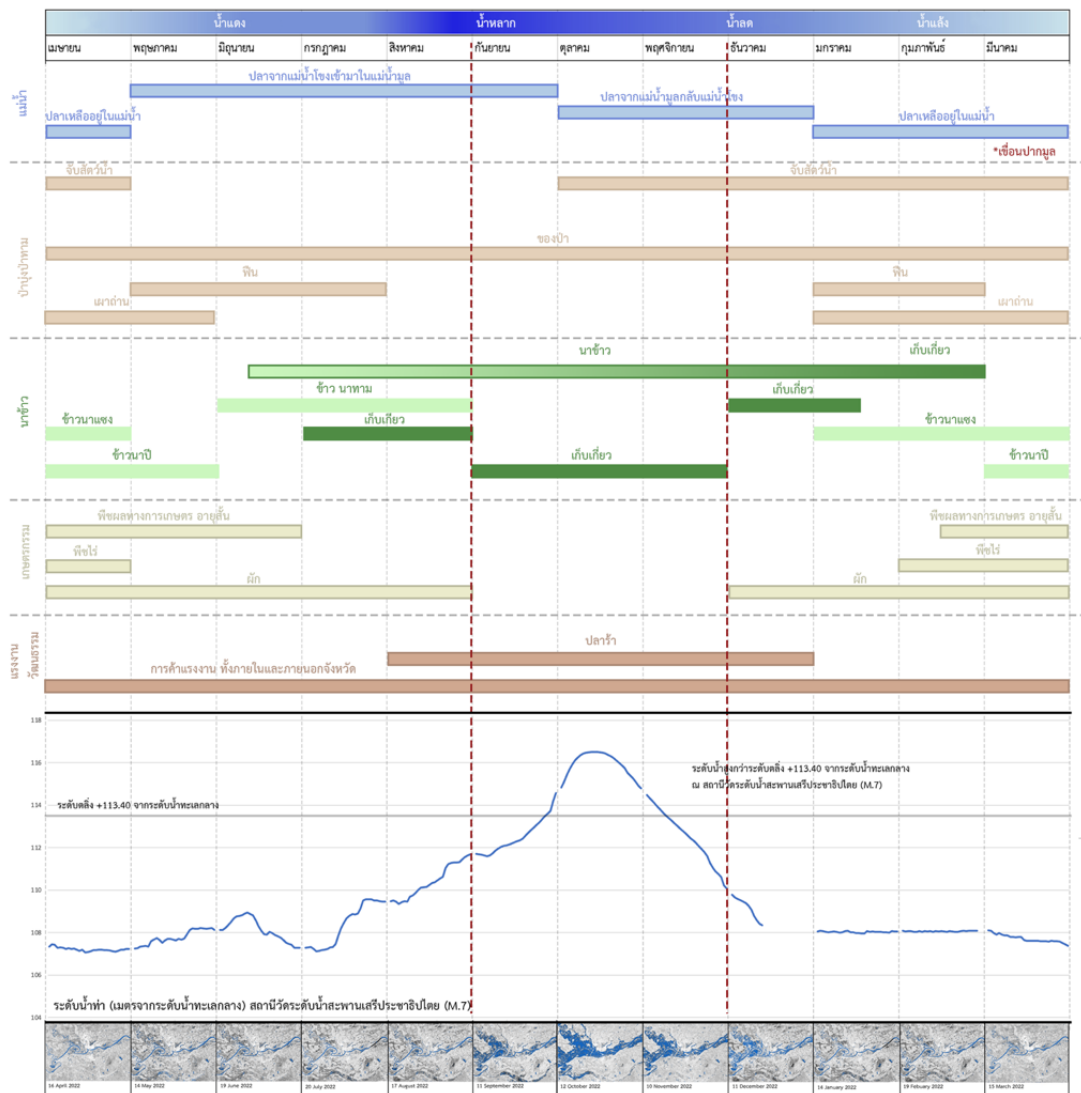 น้ำแดง น้ำหลาก น้ำลด น้ำแล้ง
เมษายน พฤษภาคม มิถุนายน กรกฎาคม สิงหาคม กันยายน ตุลาคม พฤศจิกายน ธันวาคม มกราคม กุมภาพันธ์ มีนาคม
แม่น้ำ
ปลาจากแม่น้ำโขงเข้ามาในแม่น้ำมูล
ปลาจากแม่น้ำมูลกลับแม่น้ำโขง
ปลาเหลืออยู่ในแม่น้ำ ปลาเหลืออยู่ในแม่น้ำ
*เขื่อนปากมูล
ป่าบุ่งป่าทาม
จับสัตว์น้ำ จับสัตว์น้ำ
ของป่า
ฟืน ฟืน
เผาถ่าน เผาถ่าน
นาข้าว
นาข้าว เก็บเกี่ยว
ข้าว นาทาม เก็บเกี่ยว
ข้าวนาแซง เก็บเกียว ข้าวนาแซง
ข้าวนาปี เก็บเกี่ยว ข้าวนาปี
เกษตรกรรม
พืชผลทางการเกษตร อายุสั้น พืชผลทางการเกษตร อายุสั้น
พืชไร่ พืชไร่
ผัก ผัก
แรงงาน
วัฒนธรรม
ปลาร้า
การค้าแรงงาน ทั้งภายในและภายนอกจังหวัด
118
116
114
112
110
108
106
104
ระดับน้ำสูงกว่าระดับตลิ่ง +113.40 จากระดับน้ำทะเลกลาง
ณ สถานีวัดระดับน้ำสะพานเสรีประชาธิปไตย (M.7)
ระดับตลิ่ง +113.40 จากระดับน้ำทะเลกลาง
ระดับน้ำท่า (เมตรจากระดับน้ำทะเลกลาง) สถานีวัดระดับน้ำสะพานเสรีประชาธิปไตย (M.7)
16 April 2022 14 May 2022 19 June 2022 20 July 2022 17 August 2022 11 September 2022 12 October 2022 10 November 2022 11 December 2022 16 January 2022 19 Febuary 2022 15 March 2022